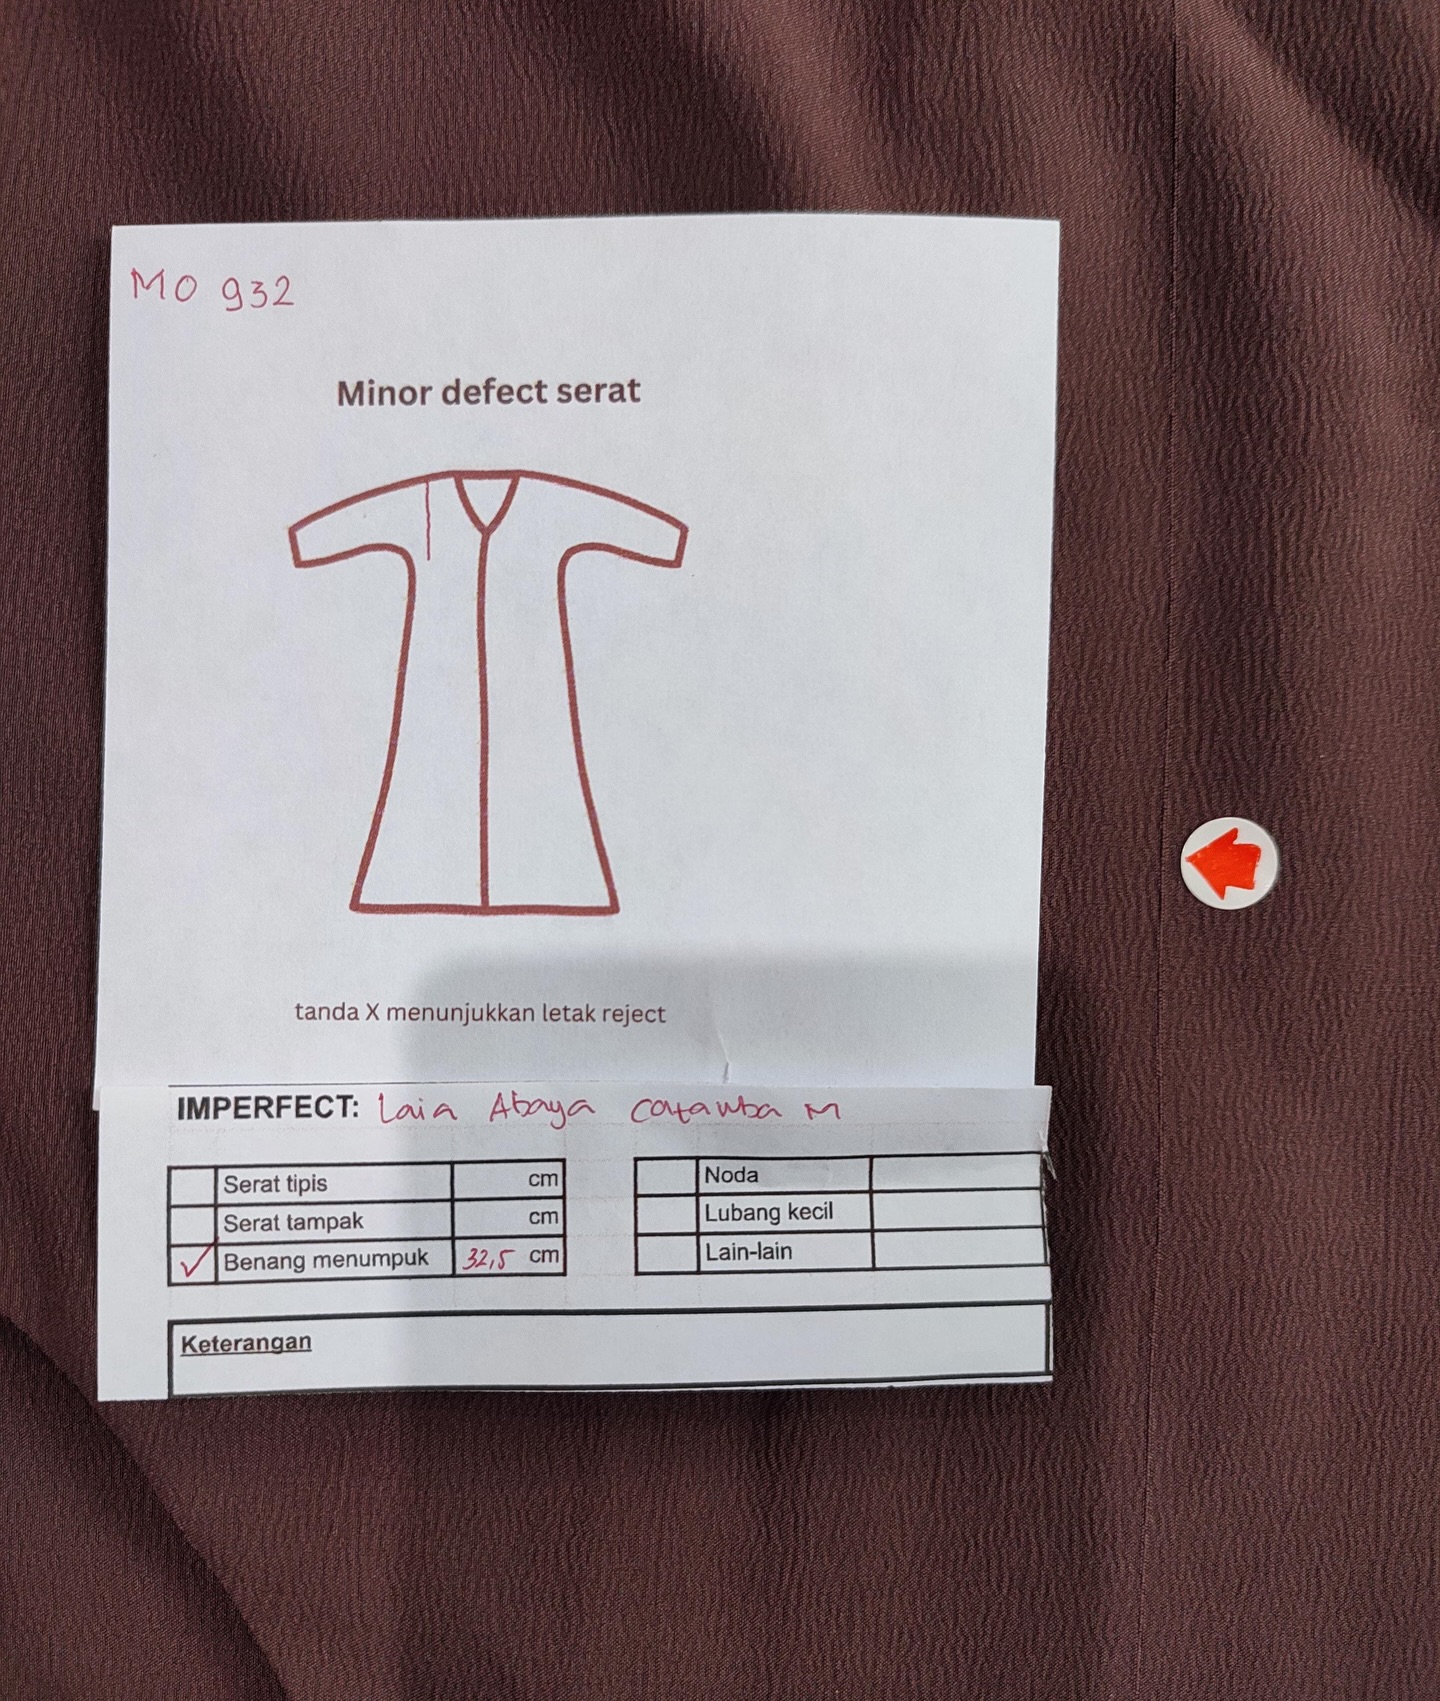 MO 932
Minor defect serat
tanda X menunjukkan letak reject
IMPERFECT: Laia Abaya Catawba M
Serat tipis cm
Serat tampak cm
✓ Benang menumpuk 32,5 cm
Noda
Lubang kecil
Lain-lain
Keterangan